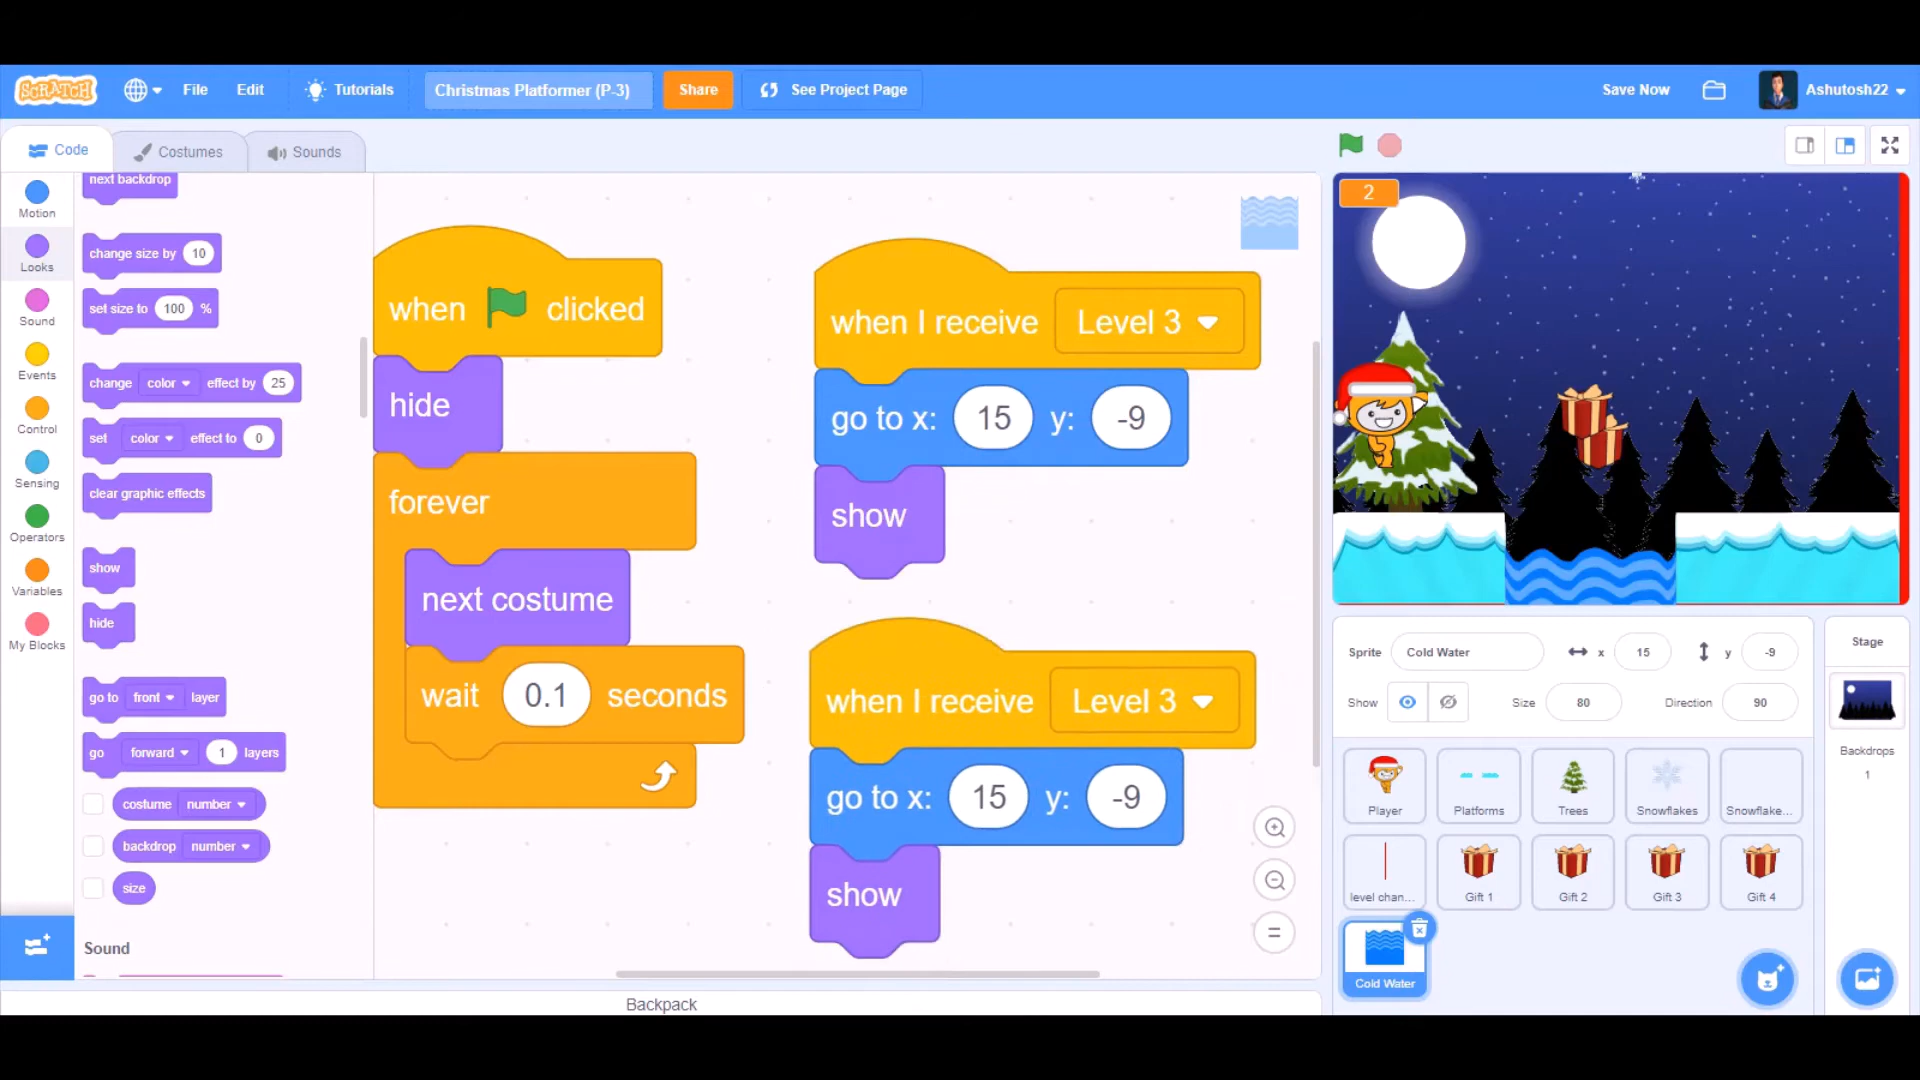 SCRATCH File Edit Tutorials Christmas Platformer (P-3) Share See Project Page Save Now Ashutosh22
Code Costumes Sounds
Motion
Looks
Sound
Events
Control
Sensing
Operators
Variables
My Blocks
next backdrop
change size by 10
set size to 100 %
change color effect by 25
set color effect to 0
clear graphic effects
show
hide
go to front layer
go forward 1 layers
costume number
backdrop number
size
Sound
when clicked
hide
forever
next costume
wait 0.1 seconds
when I receive Level 3
go to x: 15 y: -9
show
when I receive Level 3
go to x: 15 y: -9
show
Backpack
2
Sprite Cold Water x 15 y -9
Show Size 80 Direction 90
Player Platforms Trees Snowflakes Snowflake...
level chan... Gift 1 Gift 2 Gift 3 Gift 4
Cold Water
Stage
Backdrops
1